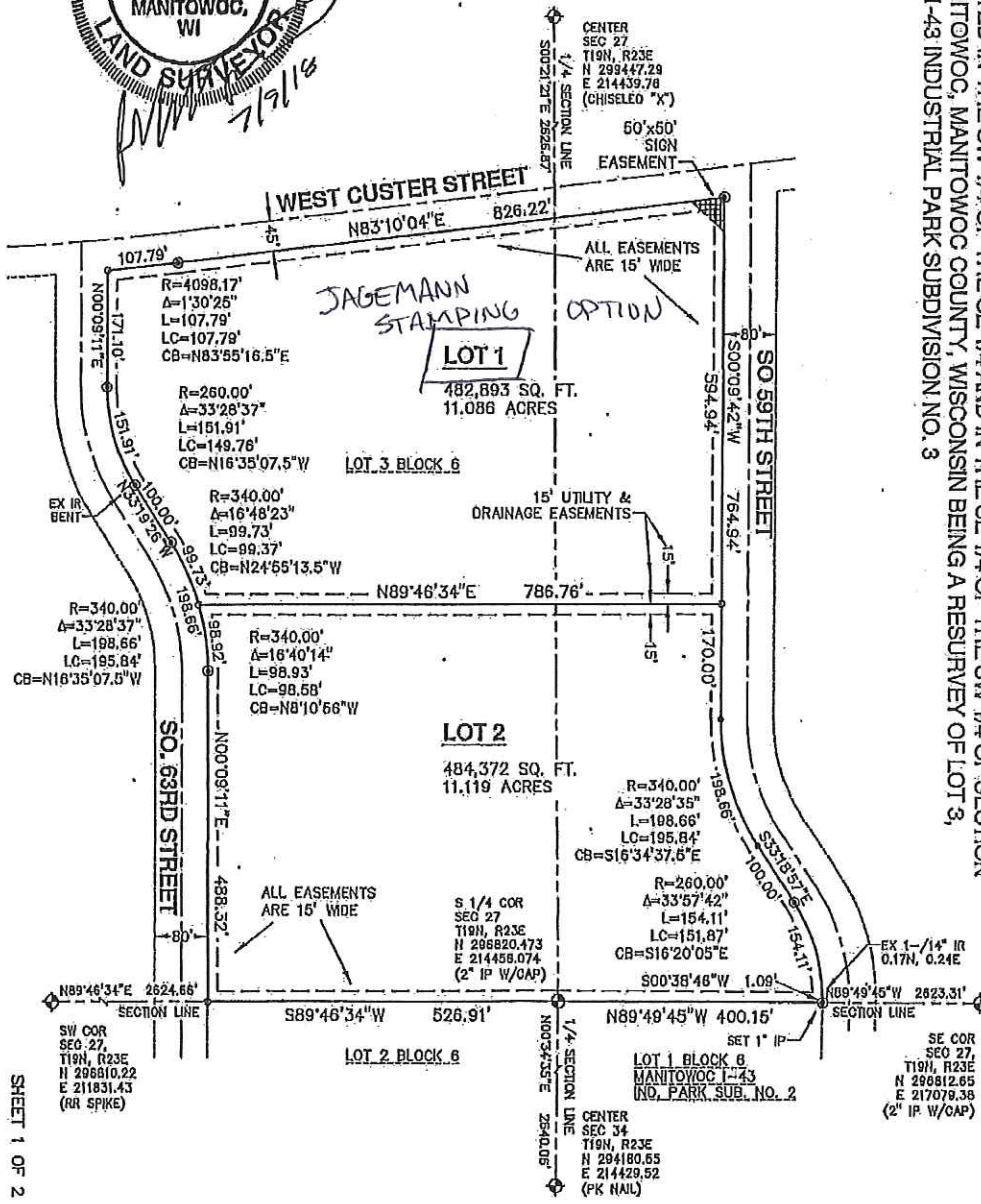 MANITOWOC,
WI
LAND SURVEYOR
7/9/18
ITOWOC, MANITOWOC COUNTY, WISCONSIN BEING A RESURVEY OF LOT 3,
I-43 INDUSTRIAL PARK SUBDIVISION NO. 3
CENTER
SEC 27
T19N, R23E
N 299447.29
E 214439.76
(CHISELED "X")
1/4 SECTION LINE
S00°21'21"E 2626.87'
50'x50'
SIGN
EASEMENT
WEST CUSTER STREET
N83°10'04"E 826.22'
45'
107.79'
ALL EASEMENTS
ARE 15' WIDE
R=4098.17'
Δ=1°30'25"
L=107.79'
LC=107.79'
CB=N83°55'16.5"E
N00°09'11"E
171.10'
JAGEMANN
STAMPING OPTION
LOT 1
482,893 SQ. FT.
11.086 ACRES
80'
S00°09'42"W 764.94'
594.94'
SO. 59TH STREET
R=260.00'
Δ=33°28'37"
L=151.91'
LC=149.76'
CB=N16°35'07.5"W
151.91'
LOT 3 BLOCK 6
EX IR
BENT
100.00'
N33°19'26"W
R=340.00'
Δ=16°48'23"
L=99.73'
LC=99.37'
CB=N24°55'13.5"W
99.73'
15' UTILITY &
DRAINAGE EASEMENTS
15'
N89°46'34"E 786.76'
15'
198.66'
R=340.00'
Δ=33°28'37"
L=198.66'
LC=195.84'
CB=N16°35'07.5"W
98.92'
R=340.00'
Δ=16°40'14"
L=98.93'
LC=98.58'
CB=N8°10'56"W
170.00'
LOT 2
484,372 SQ. FT.
11.119 ACRES
SO. 63RD STREET
N00°09'11"E 488.32'
R=340.00'
Δ=33°28'35"
L=198.66'
LC=195.84'
CB=S16°34'37.5"E
198.66'
S33°18'57"E
100.00'
R=260.00'
Δ=33°57'42"
L=154.11'
LC=151.87'
CB=S16°20'05"E
154.11'
ALL EASEMENTS
ARE 15' WIDE
80'
S 1/4 COR
SEC 27
T19N, R23E
N 296820.473
E 214456.074
(2" IP W/CAP)
EX 1-/14" IR
0.17N, 0.24E
S00°38'46"W 1.09'
N89°46'34"E 2624.66'
SECTION LINE
S89°46'34"W 526.91'
N89°49'45"W 400.15'
N89°49'45"W 2623.31'
SECTION LINE
SET 1" IP
SW COR
SEC 27,
T19N, R23E
N 296810.22
E 211831.43
(RR SPIKE)
LOT 2 BLOCK 6
1/4 SECTION LINE
N00°34'35"E 2640.06'
LOT 1 BLOCK 6
MANITOWOC I-43
IND. PARK SUB. NO. 2
SE COR
SEC 27,
T19N, R23E
N 296812.65
E 217079.38
(2" IP W/CAP)
CENTER
SEC 34
T19N, R23E
N 294180.55
E 214429.52
(PK NAIL)
SHEET 1 OF 2